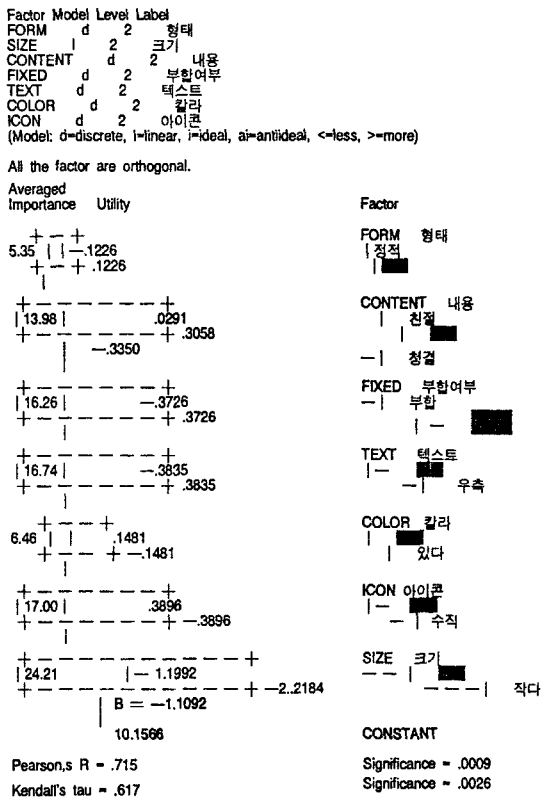 Factor Model Level Label
FORM d 2 형태
SIZE l 2 크기
CONTENT d 2 내용
FIXED d 2 부합여부
TEXT d 2 텍스트
COLOR d 2 칼라
ICON d 2 아이콘
(Model: d=discrete, l=linear, i=ideal, ai=antiideal, <=less, >=more)
All the factor are orthogonal.
Averaged
Importance Utility Factor
FORM 형태
5.35 -.1226 정적
.1226
CONTENT 내용
13.98 .0291 친절
.3058
-.3350 청결
FIXED 부합여부
16.26 -.3726 부합
.3726
TEXT 텍스트
16.74 -.3835
.3835 우측
COLOR 칼라
6.46 .1481
-.1481 있다
ICON 아이콘
17.00 .3896
-.3896 수직
SIZE 크기
24.21 - 1.1992
-2..2184 작다
B = -1.1092
10.1566 CONSTANT
Pearson,s R = .715 Significance = .0009
Kendall's tau = .617 Significance = .0026